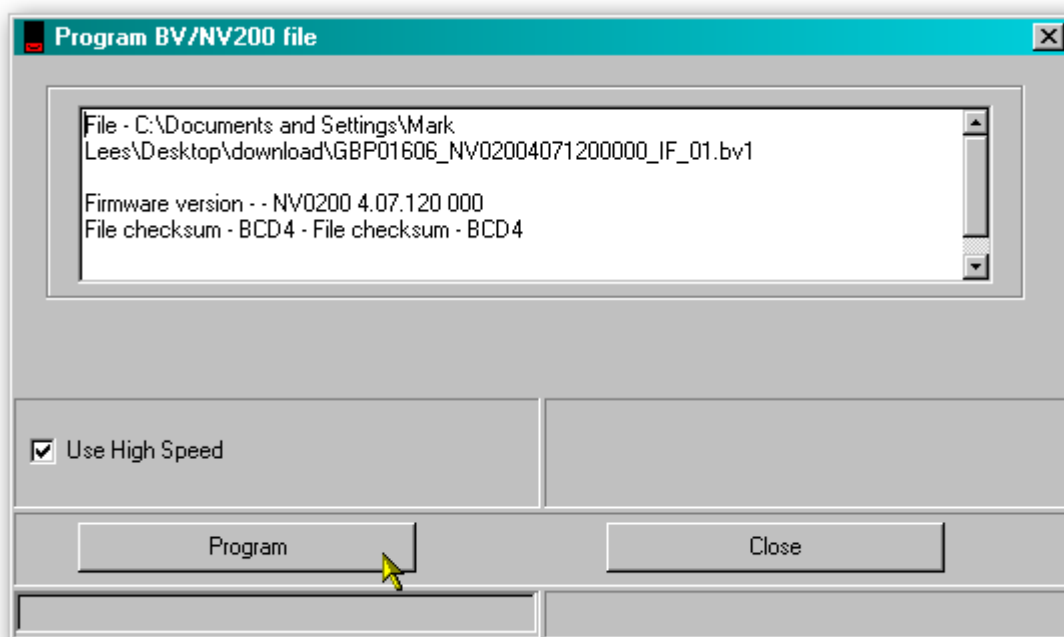 Program BV/NV200 file
File - C:\Documents and Settings\Mark
Lees\Desktop\download\GBP01606_NV02004071200000_IF_01.bv1
Firmware version - - NV0200 4.07.120 000
File checksum - BCD4 - File checksum - BCD4
Use High Speed
Program
Close